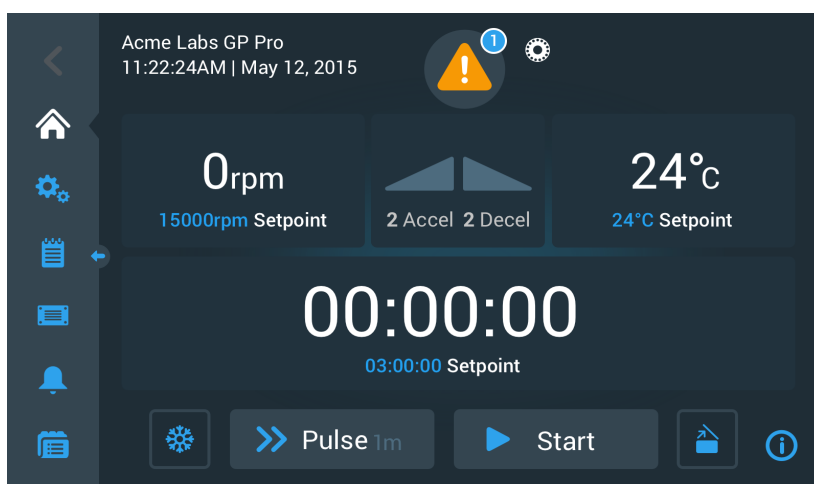 Acme Labs GP Pro
11:22:24AM | May 12, 2015
1
0rpm
15000rpm Setpoint
2 Accel 2 Decel
24°C
24°C Setpoint
00:00:00
03:00:00 Setpoint
Pulse 1m
Start